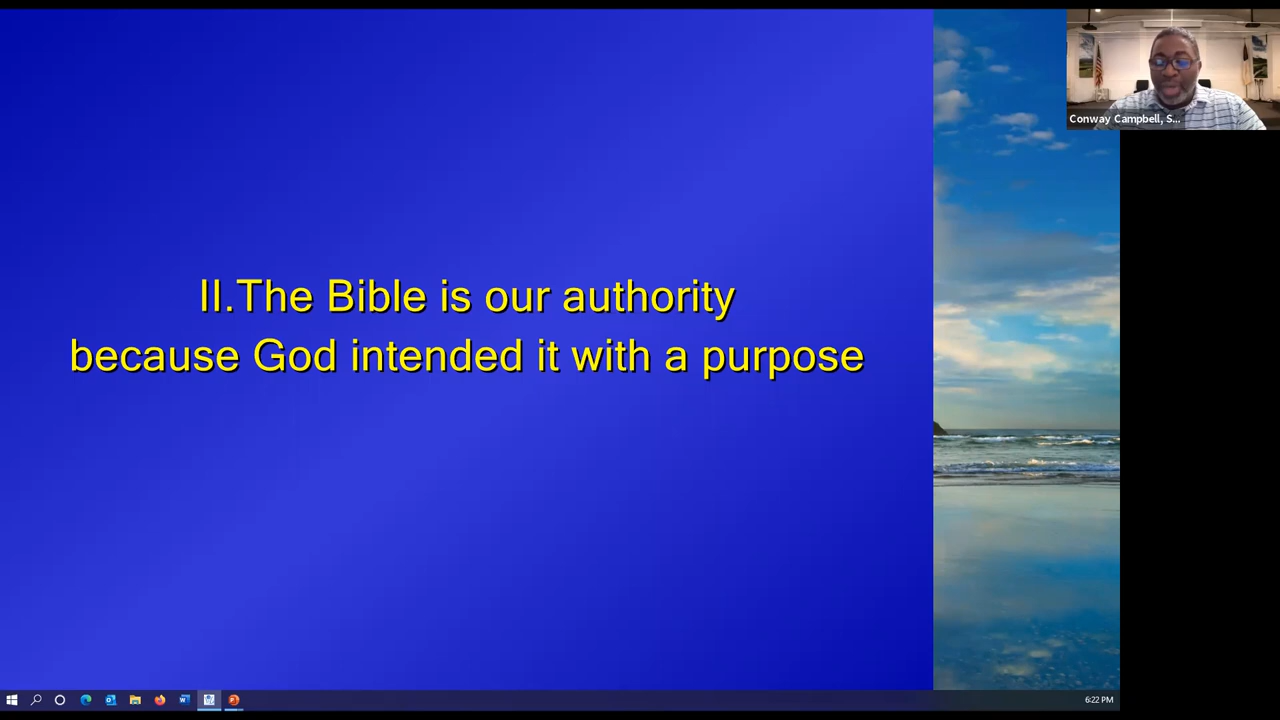 II.The Bible is our authority
because God intended it with a purpose
Conway Campbell, S...
6:22 PM